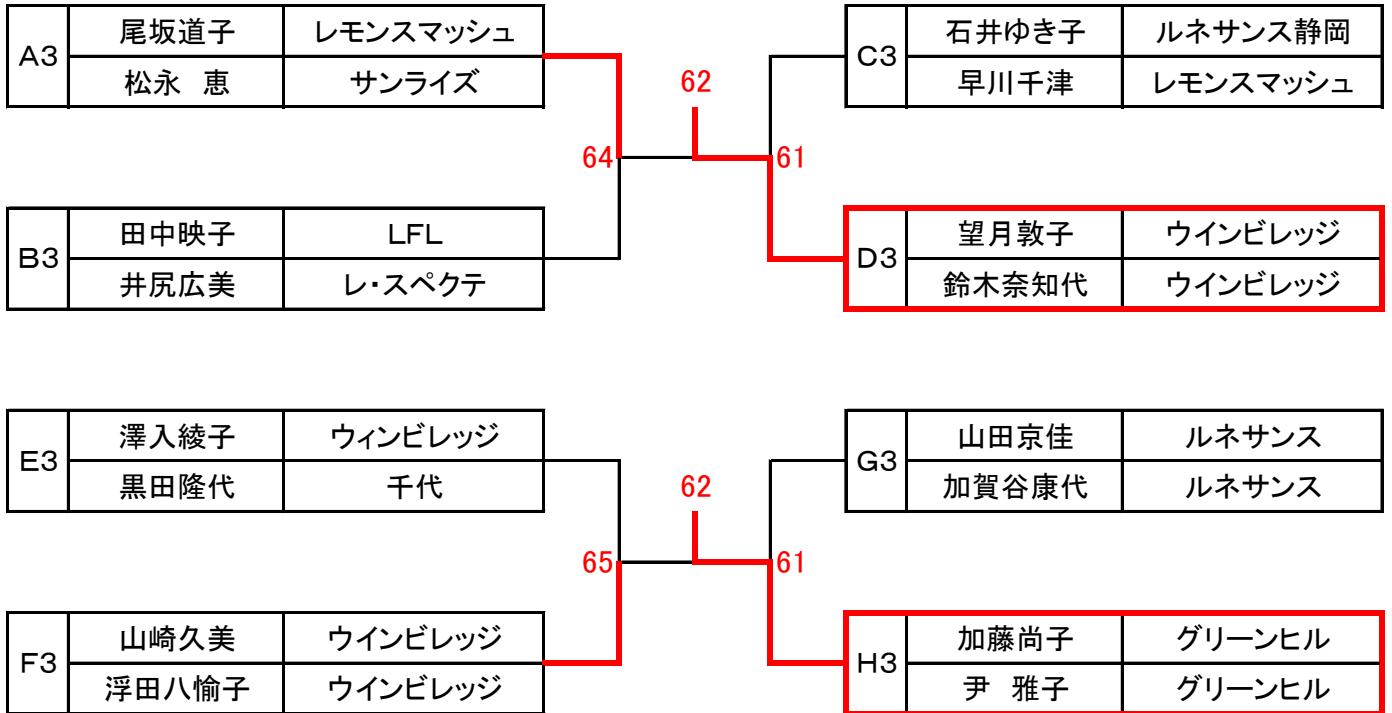 A3 尾坂道子 レモンスマッシュ
松永 恵 サンライズ
C3 石井ゆき子 ルネサンス静岡
早川千津 レモンスマッシュ
62
64
61
B3 田中映子 LFL
井尻広美 レ・スペクテ
D3 望月敦子 ウインビレッジ
鈴木奈知代 ウインビレッジ
E3 澤入綾子 ウィンビレッジ
黒田隆代 千代
G3 山田京佳 ルネサンス
加賀谷康代 ルネサンス
62
65
61
F3 山崎久美 ウインビレッジ
浮田八愉子 ウインビレッジ
H3 加藤尚子 グリーンヒル
尹 雅子 グリーンヒル